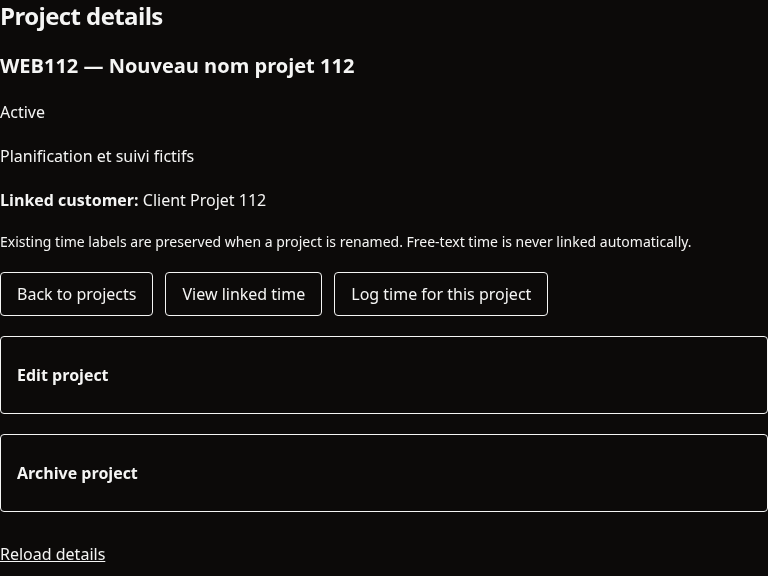 Project details
WEB112 — Nouveau nom projet 112
Active
Planification et suivi fictifs
Linked customer: Client Projet 112
Existing time labels are preserved when a project is renamed. Free-text time is never linked automatically.
Back to projects
View linked time
Log time for this project
Edit project
Archive project
Reload details